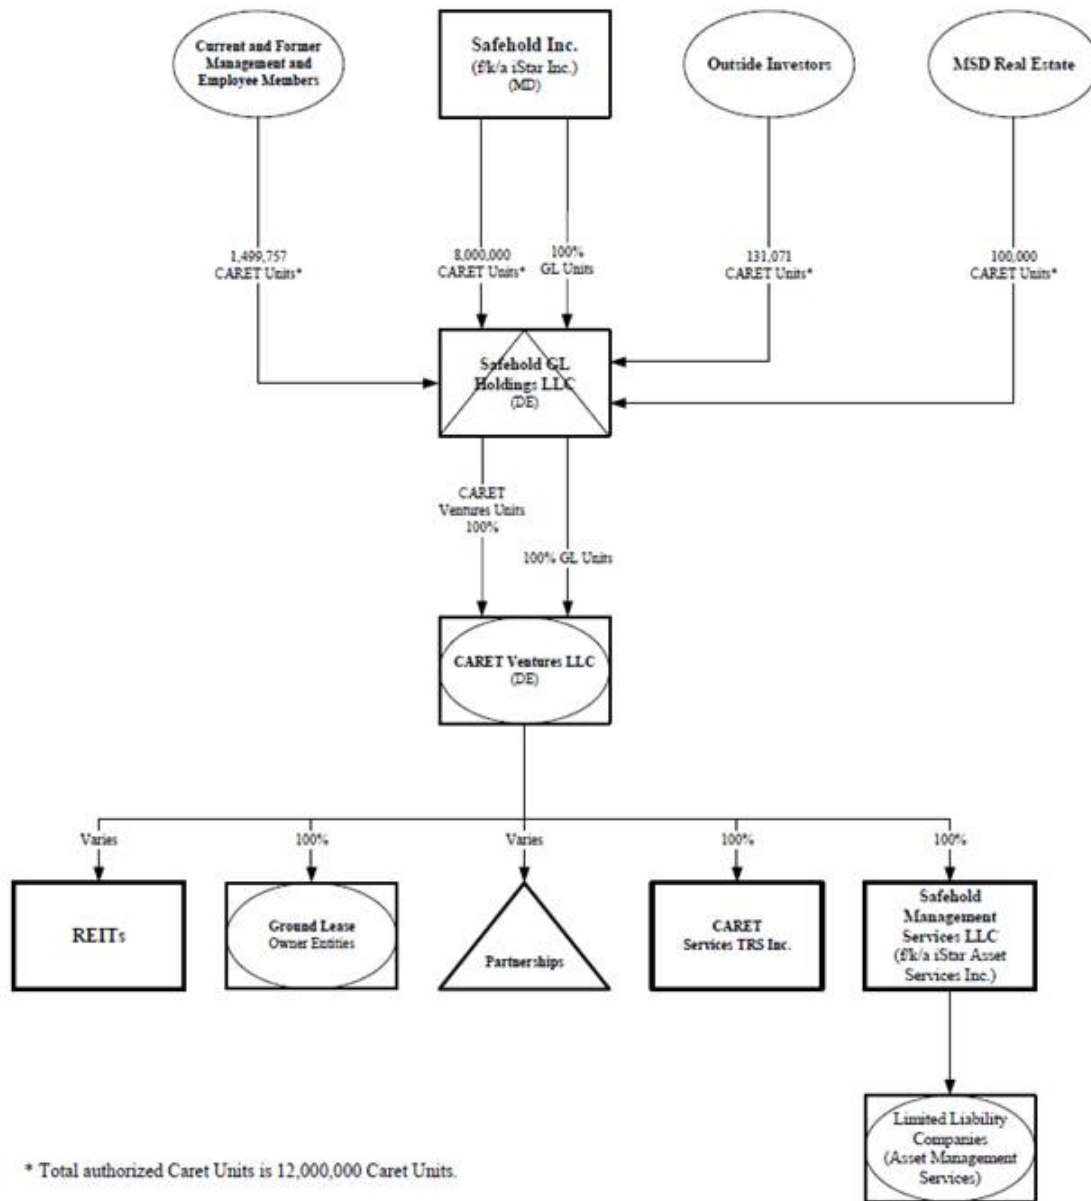 Current and Former
Management and
Employee Members
Safehold Inc.
(f/k/a iStar Inc.)
(MD)
Outside Investors
MSD Real Estate
1,499,757
CARET Units*
8,000,000
CARET Units*
100%
GL Units
131,071
CARET Units*
100,000
CARET Units*
Safehold GL
Holdings LLC
(DE)
CARET
Ventures Units
100%
100% GL Units
CARET Ventures LLC
(DE)
Varies
100%
Varies
100%
100%
REITs
Ground Lease
Owner Entities
Partnerships
CARET
Services TRS Inc.
Safehold
Management
Services LLC
(f/k/a iStar Asset
Services Inc.)
Limited Liability
Companies
(Asset Management
Services)
* Total authorized Caret Units is 12,000,000 Caret Units.